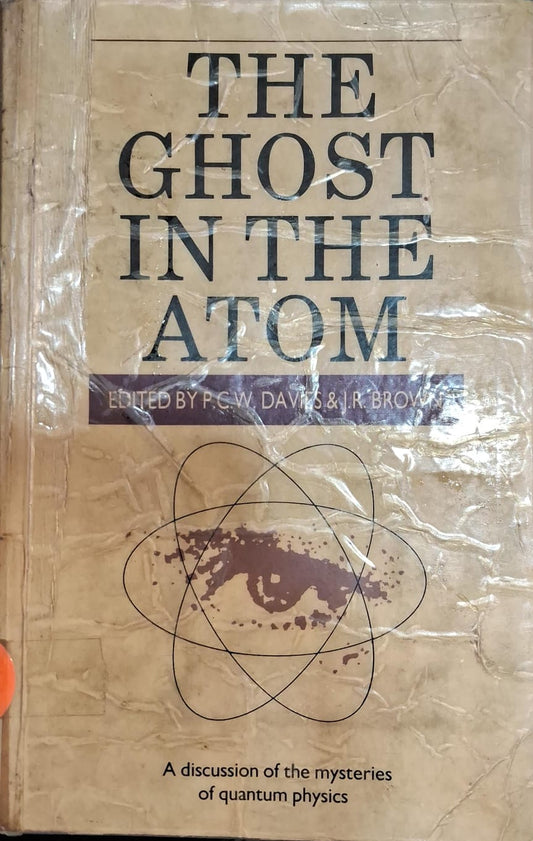 THE
GHOST
IN THE
ATOM
EDITED BY P.C.W. DAVIES & J.R. BROWN
A discussion of the mysteries
of quantum physics